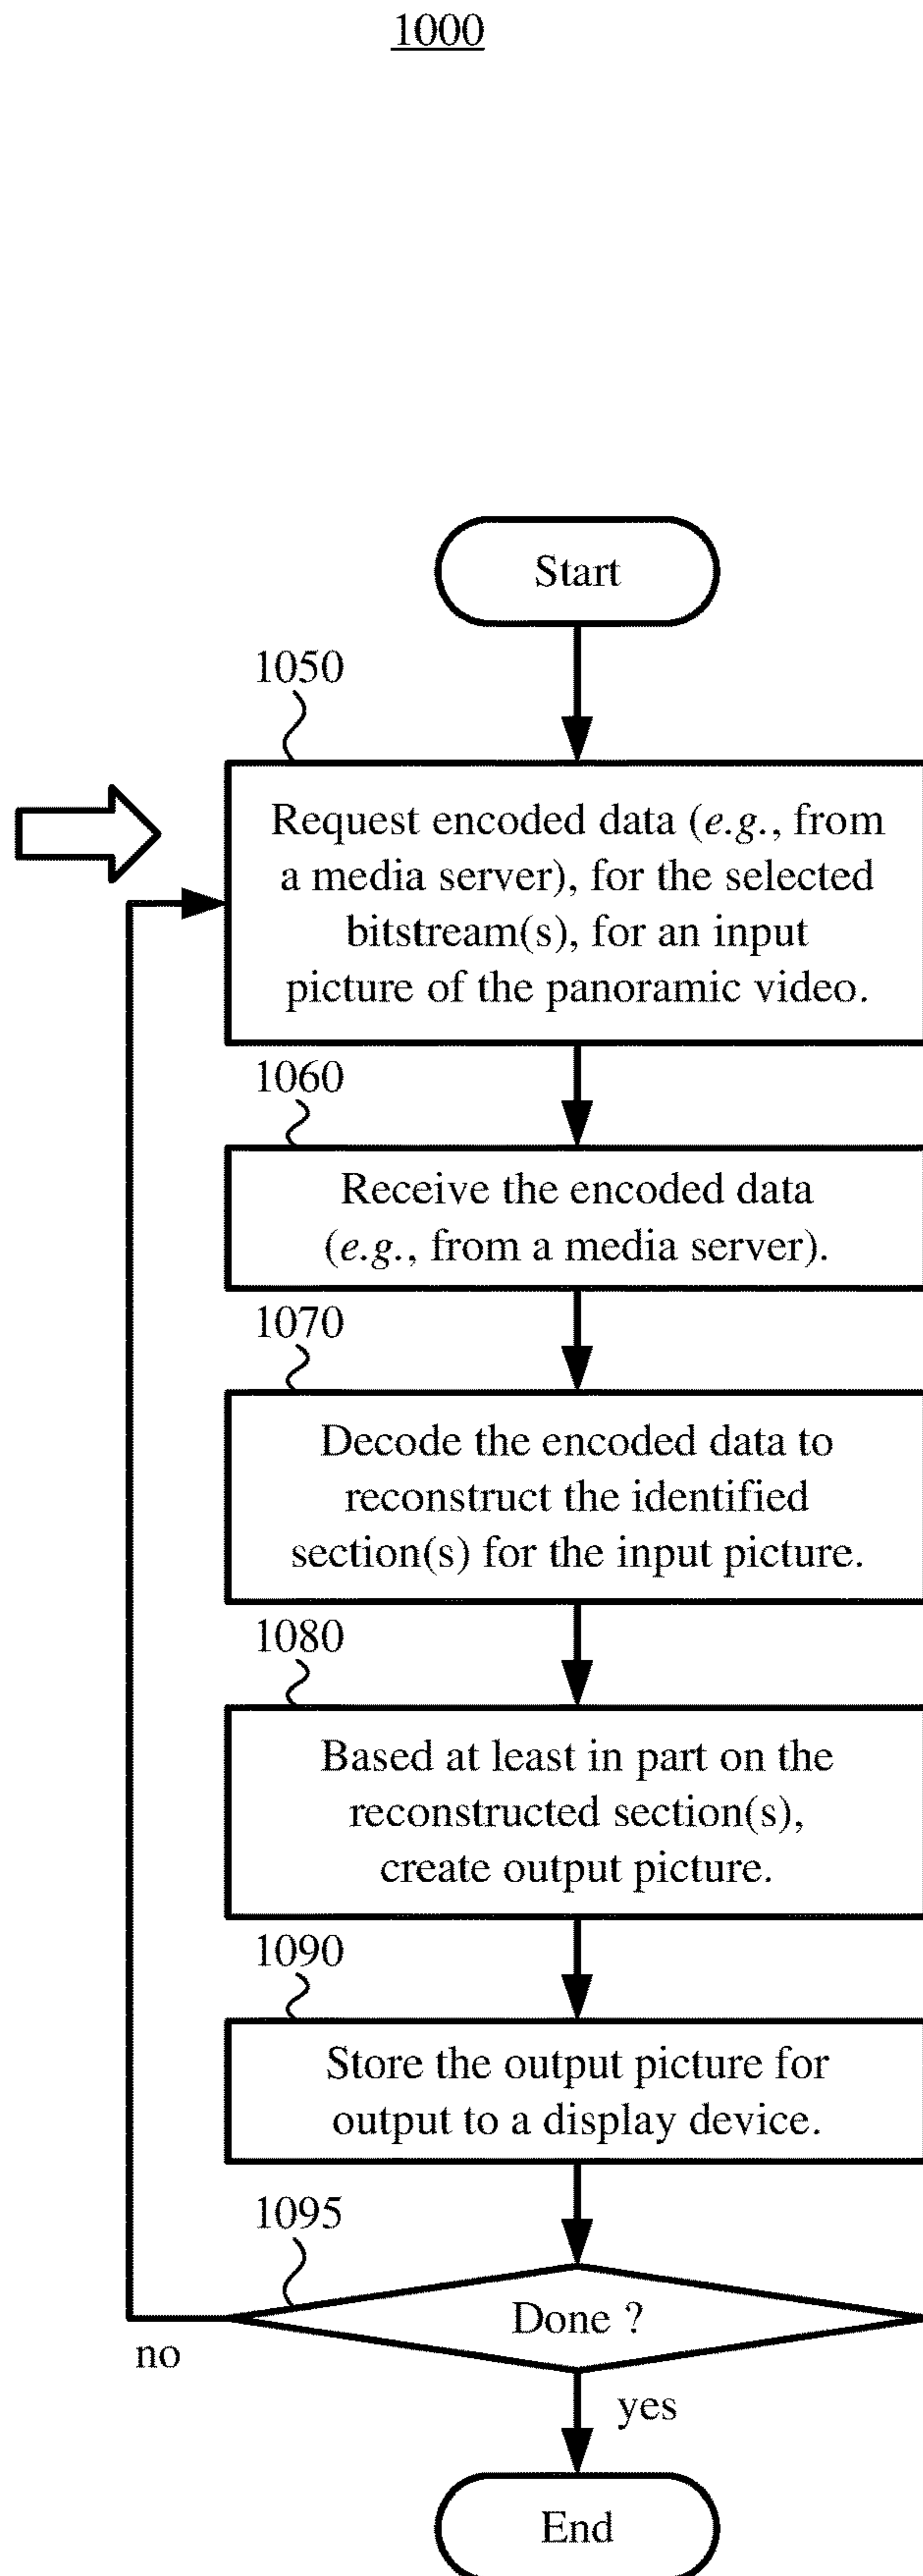 1000
Start
1050
Request encoded data (e.g., from
a media server), for the selected
bitstream(s), for an input
picture of the panoramic video.
1060
Receive the encoded data
(e.g., from a media server).
1070
Decode the encoded data to
reconstruct the identified
section(s) for the input picture.
1080
Based at least in part on the
reconstructed section(s),
create output picture.
1090
Store the output picture for
output to a display device.
1095
Done ?
no
yes
End